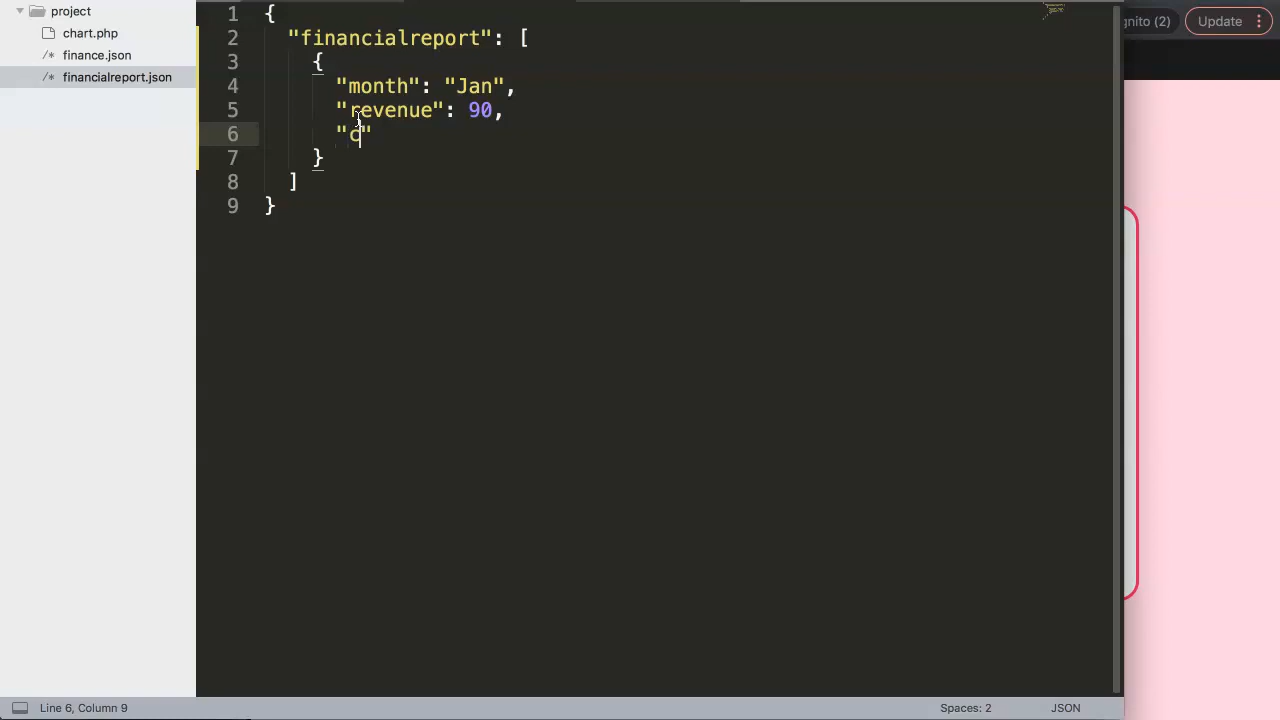 project
chart.php
/* finance.json
/* financialreport.json
1 {
2 "financialreport": [
3 {
4 "month": "Jan",
5 "revenue": 90,
6 "c"
7 }
8 ]
9 }
gnito (2)
Update
Line 6, Column 9
Spaces: 2
JSON